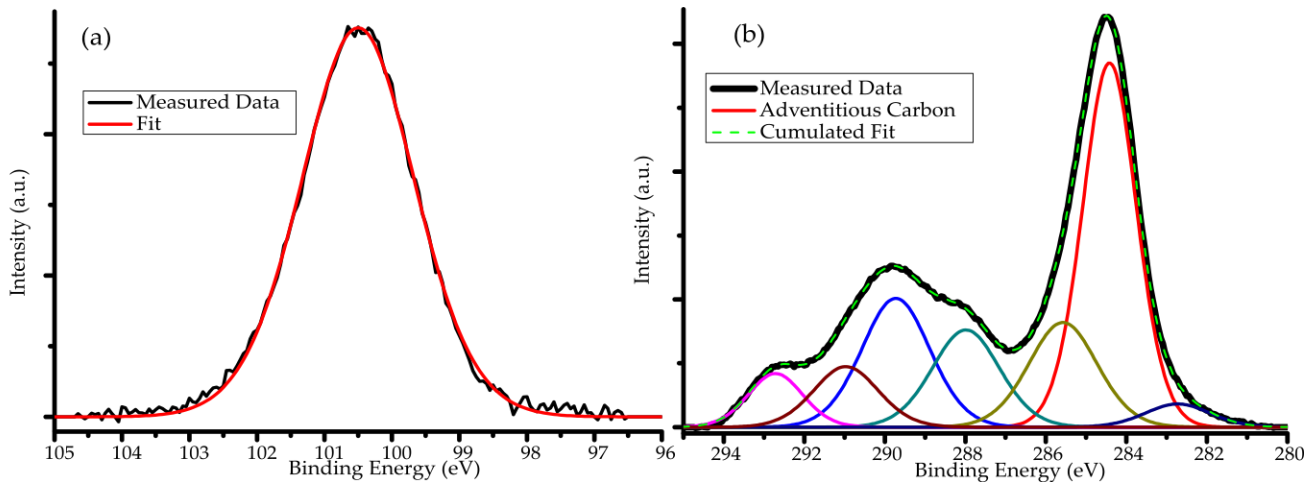 (a)
Measured Data
Fit
Intensity (a.u.)
105 104 103 102 101 100 99 98 97 96
Binding Energy (eV)
(b)
Measured Data
Adventitious Carbon
Cumulated Fit
Intensity (a.u.)
294 292 290 288 286 284 282 280
Binding Energy (eV)